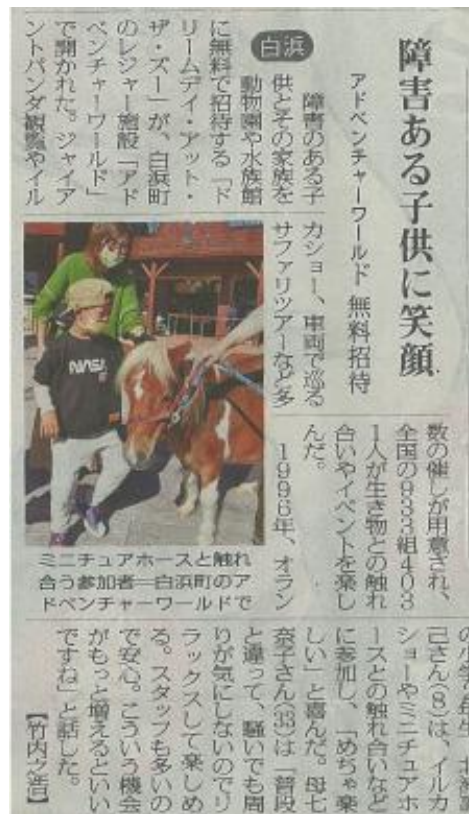 障害ある子供に笑顔
アドベンチャーワールド 無料招待
白浜
障害のある子
供とその家族を
動物園や水族館
に無料で招待する「ド
リームデイ・アット・
ザ・ズー」が、白浜町
のレジャー施設「アド
ベンチャーワールド」
で開かれた。ジャイア
ントパンダ観覧やイル
カショー、車両で巡る
サファリツアーなど多
数の催しが用意され、
全国の933組403
1人が生き物との触れ
合いやイベントを楽し
んだ。
1996年、オラン
NASA
ミニチュアホースと触れ
合う参加者＝白浜町のア
ドベンチャーワールドで
己さん(8)は、イルカ
ショーやミニチュアホ
ースとの触れ合いなど
に参加し、「めちゃ楽
しい」と喜んだ。母七
奈子さん(33)は「普段
と違って、騒いでも周
りが気にしないのでリ
ラックスして楽しめ
る。スタッフも多いの
で安心。こういう機会
がもっと増えるといい
ですね」と話した。
【竹内之浩】